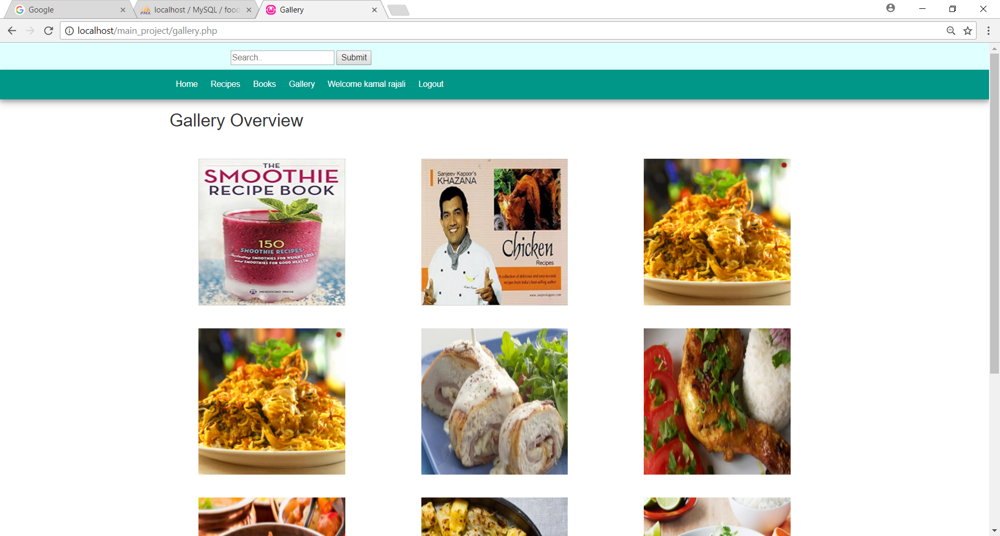 Google
PMA localhost / MySQL / food
Gallery
localhost/main_project/gallery.php
Search..
Submit
Home Recipes Books Gallery Welcome kamal rajali Logout
Gallery Overview
THE
SMOOTHIE
RECIPE BOOK
150
SMOOTHIE RECIPES
Including SMOOTHIES FOR WEIGHT LOSS
and SMOOTHIES FOR GOOD HEALTH
MENDOCINO PRESS
Sanjeev Kapoor's
KHAZANA
Chicken
Recipes
A collection of delicious and easy-to-cook
recipes from India's best-selling author
www.sanjeevkapoor.com